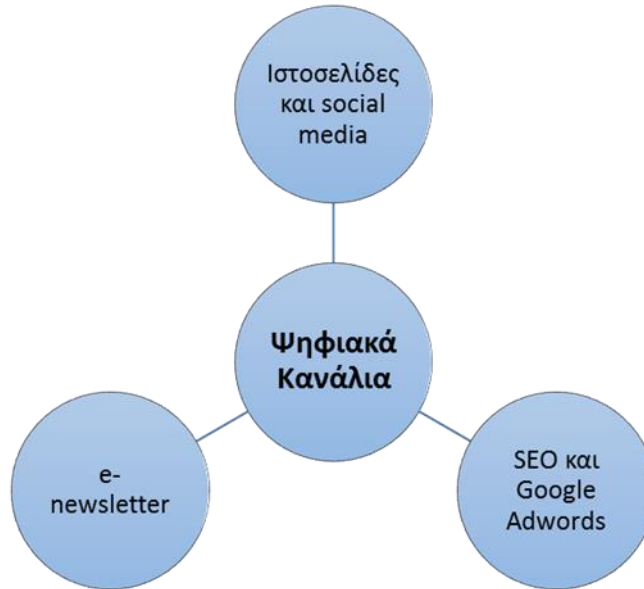 Ιστοσελίδες
και social
media
Ψηφιακά
Κανάλια
e-
newsletter
SEO και
Google
Adwords